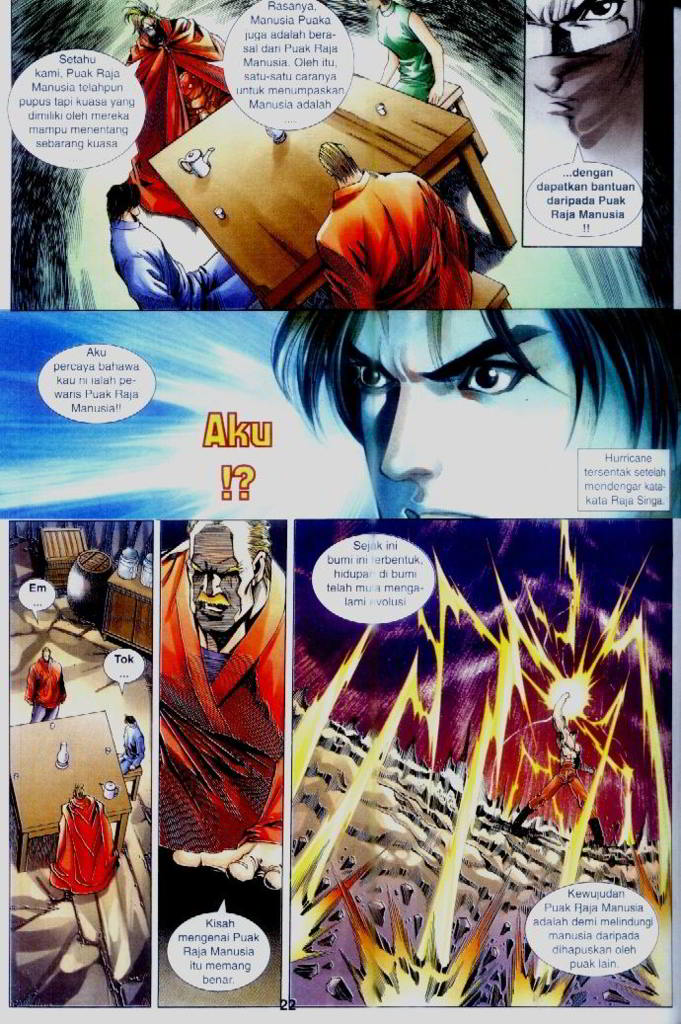 Setahu
kami, Puak Raja
Manusia telahpun
pupus tapi kuasa yang
dimiliki oleh mereka
mampu menentang
sebarang kuasa
...
Rasanya,
Manusia Puaka
juga adalah bera-
sal dari Puak Raja
Manusia. Oleh itu,
satu-satu caranya
untuk menumpaskan
Manusia adalah
....
...dengan
dapatkan bantuan
daripada Puak
Raja Manusia
!!
Aku
percaya bahawa
kau ni ialah pe-
waris Puak Raja
Manusia!!
Aku
!?
Hurricane
tersentak setelah
mendengar kata-
kata Raja Singa.
Em
...
Tok
...
Kisah
mengenai Puak
Raja Manusia
itu memang
benar.
Sejak ini
bumi ini terbentuk,
hidupan di bumi
telah mula menga-
lami evolusi
Kewujudan
Puak Raja Manusia
adalah demi melindungi
manusia daripada
dihapuskan oleh
puak lain.
22